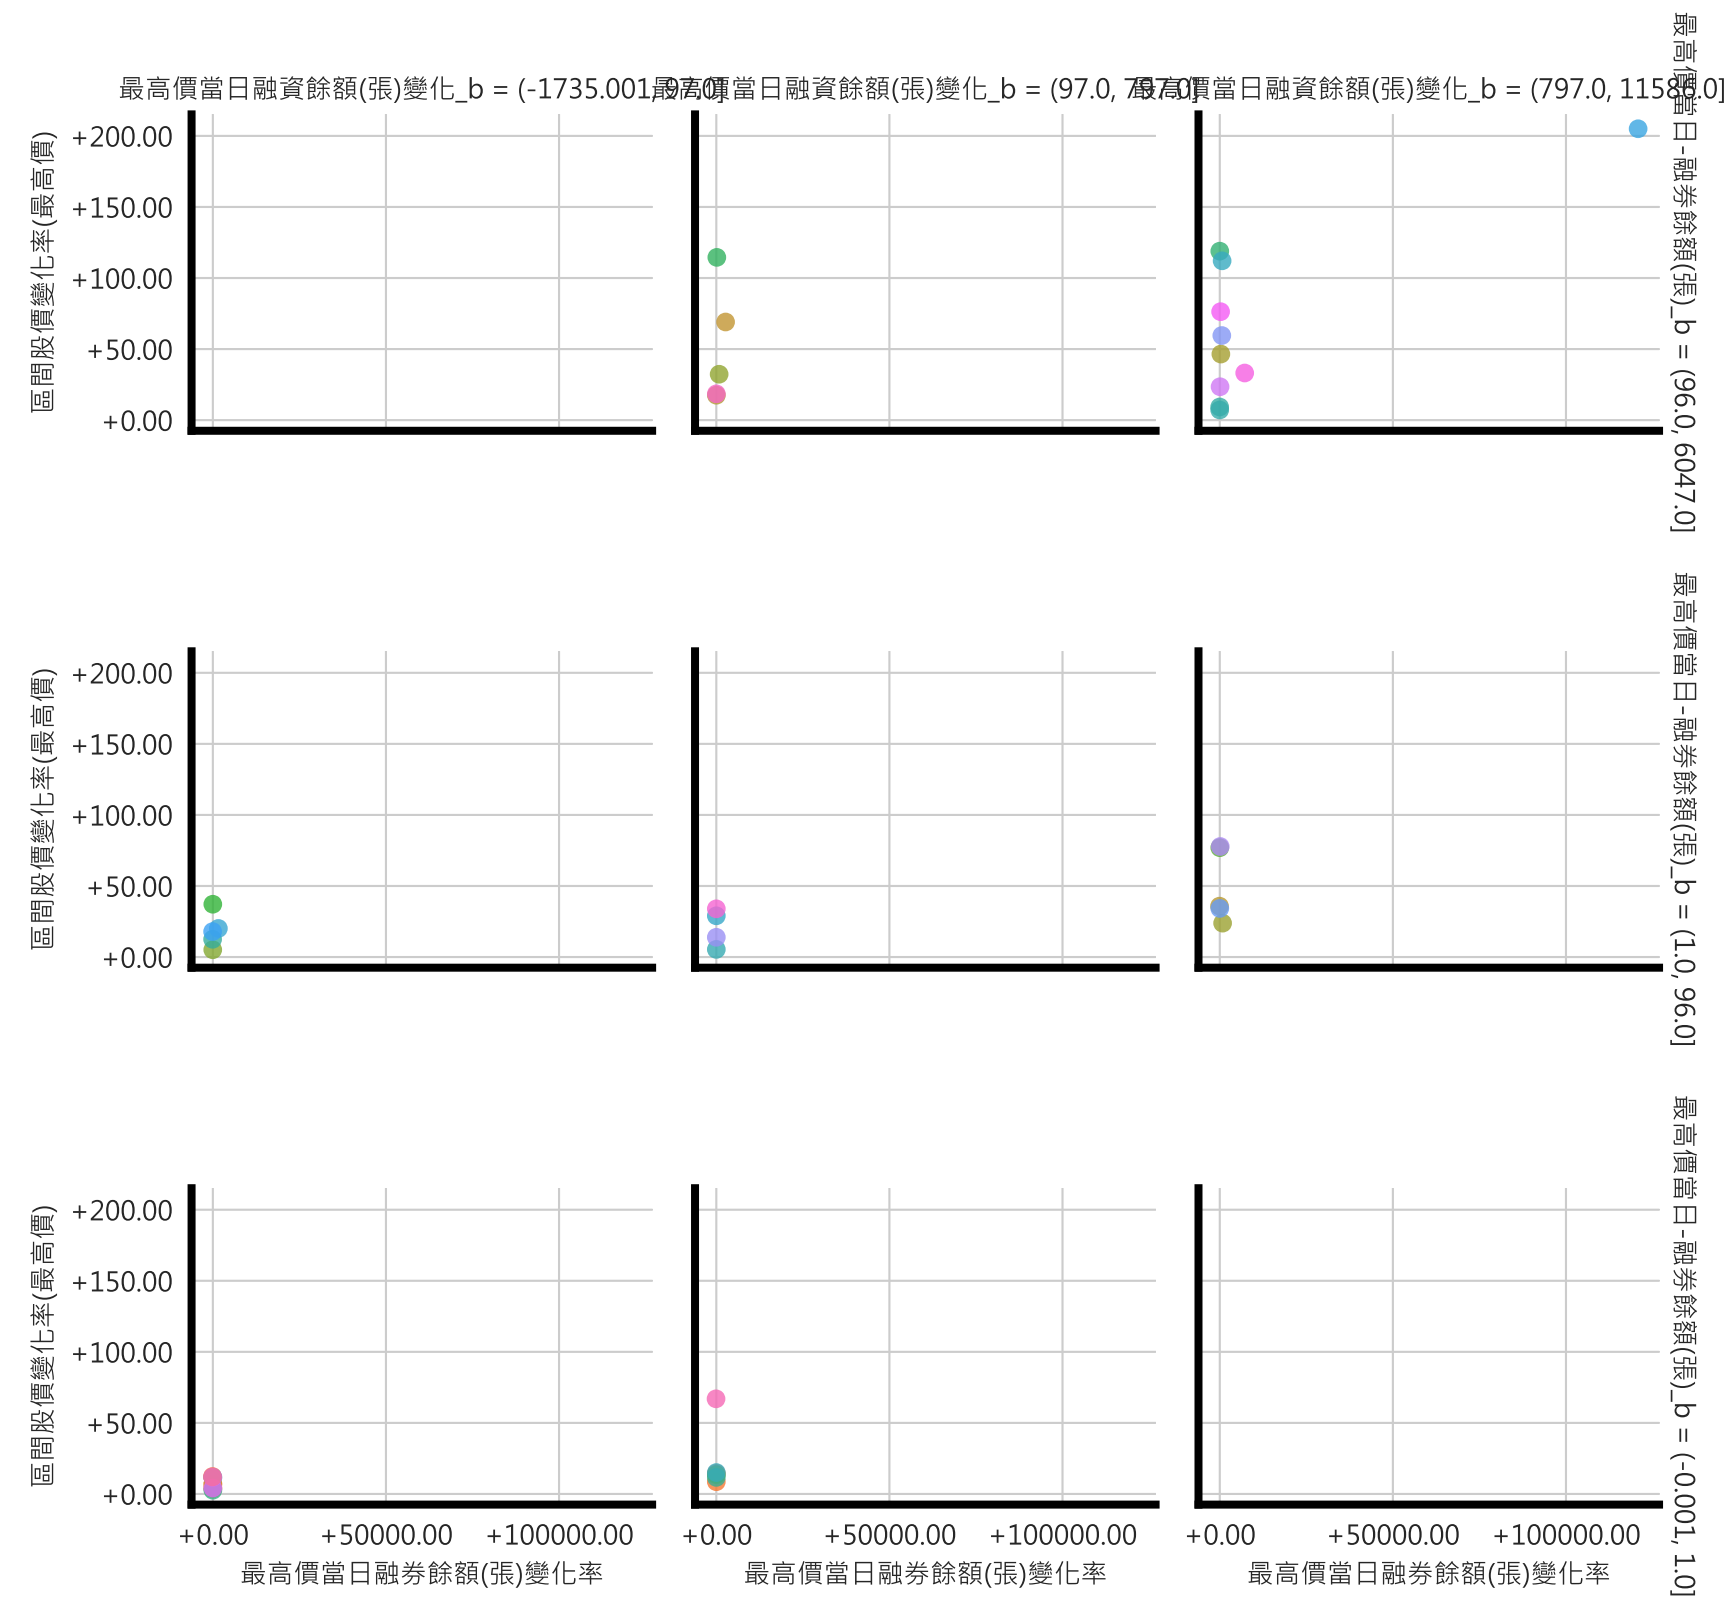 最高價當日融資餘額(張)變化_b = (-1735.001, 97.0]
最高價當日融資餘額(張)變化_b = (97.0, 797.0]
最高價當日融資餘額(張)變化_b = (797.0, 11586.0]
最高價當日-融券餘額(張)_b = (96.0, 6047.0]
區間股價變化率(最高價)
+200.00
+150.00
+100.00
+50.00
+0.00
最高價當日-融券餘額(張)_b = (1.0, 96.0]
區間股價變化率(最高價)
+200.00
+150.00
+100.00
+50.00
+0.00
最高價當日-融券餘額(張)_b = (-0.001, 1.0]
區間股價變化率(最高價)
+200.00
+150.00
+100.00
+50.00
+0.00
+0.00 +50000.00 +100000.00
+0.00 +50000.00 +100000.00
+0.00 +50000.00 +100000.00
最高價當日融券餘額(張)變化率
最高價當日融券餘額(張)變化率
最高價當日融券餘額(張)變化率